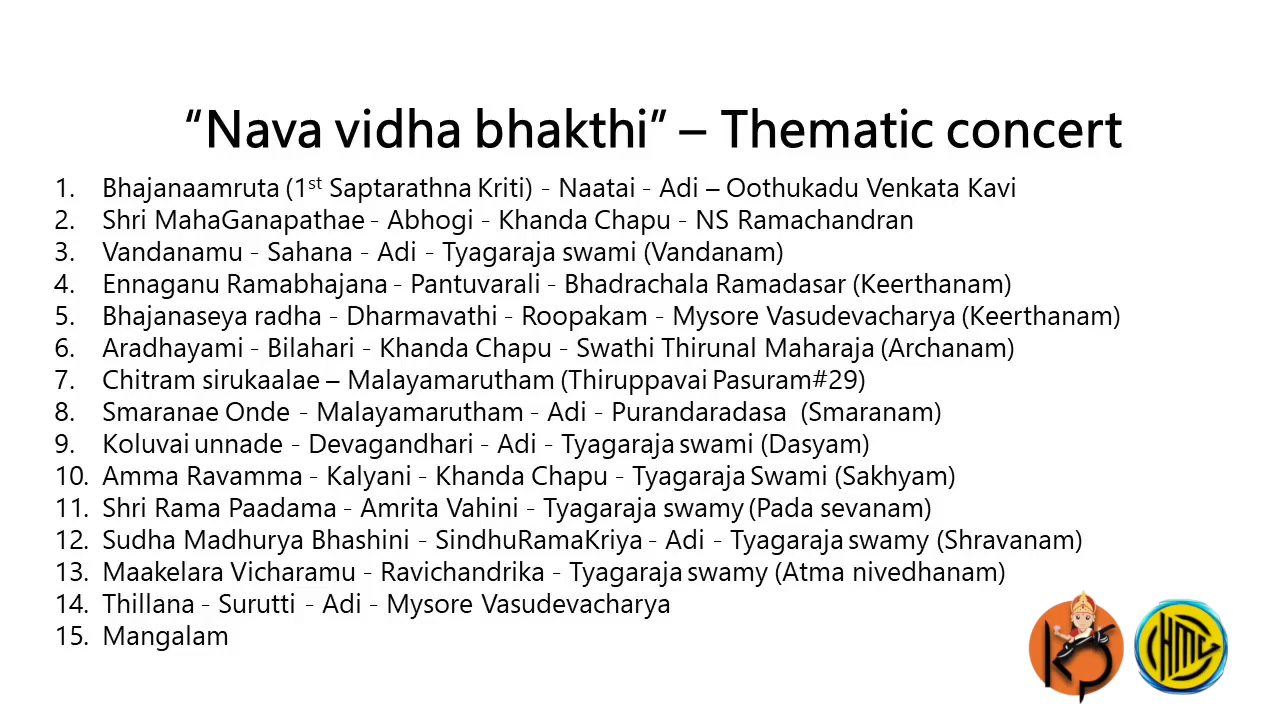 “Nava vidha bhakthi” – Thematic concert
1. Bhajanaamruta (1st Saptarathna Kriti) - Naatai - Adi – Oothukadu Venkata Kavi
2. Shri MahaGanapathae - Abhogi - Khanda Chapu - NS Ramachandran
3. Vandanamu - Sahana - Adi - Tyagaraja swami (Vandanam)
4. Ennaganu Ramabhajana - Pantuvarali - Bhadrachala Ramadasar (Keerthanam)
5. Bhajanaseya radha - Dharmavathi - Roopakam - Mysore Vasudevacharya (Keerthanam)
6. Aradhayami - Bilahari - Khanda Chapu - Swathi Thirunal Maharaja (Archanam)
7. Chitram sirukaalae – Malayamarutham (Thiruppavai Pasuram#29)
8. Smaranae Onde - Malayamarutham - Adi - Purandaradasa (Smaranam)
9. Koluvai unnade - Devagandhari - Adi - Tyagaraja swami (Dasyam)
10. Amma Ravamma - Kalyani - Khanda Chapu - Tyagaraja Swami (Sakhyam)
11. Shri Rama Paadama - Amrita Vahini - Tyagaraja swamy (Pada sevanam)
12. Sudha Madhurya Bhashini - SindhuRamaKriya - Adi - Tyagaraja swamy (Shravanam)
13. Maakelara Vicharamu - Ravichandrika - Tyagaraja swamy (Atma nivedhanam)
14. Thillana - Surutti - Adi - Mysore Vasudevacharya
15. Mangalam